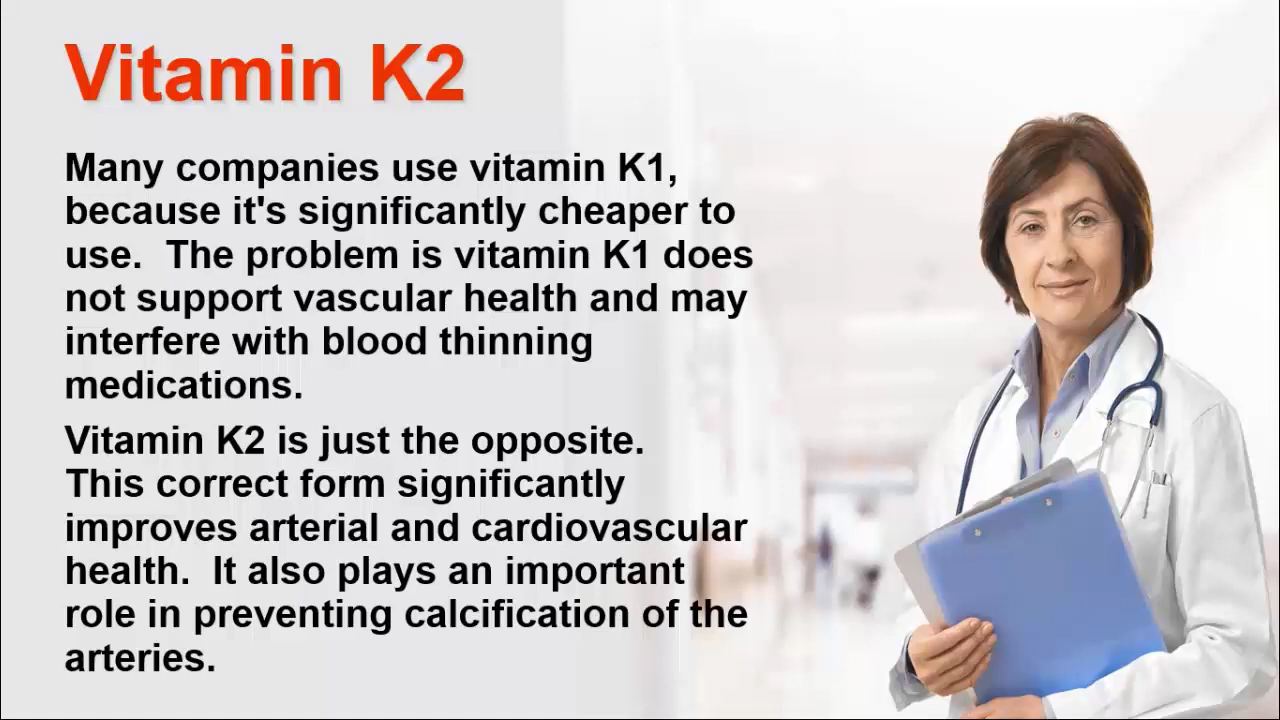 Vitamin K2
Many companies use vitamin K1,
because it's significantly cheaper to
use.  The problem is vitamin K1 does
not support vascular health and may
interfere with blood thinning
medications.
Vitamin K2 is just the opposite.
This correct form significantly
improves arterial and cardiovascular
health.  It also plays an important
role in preventing calcification of the
arteries.